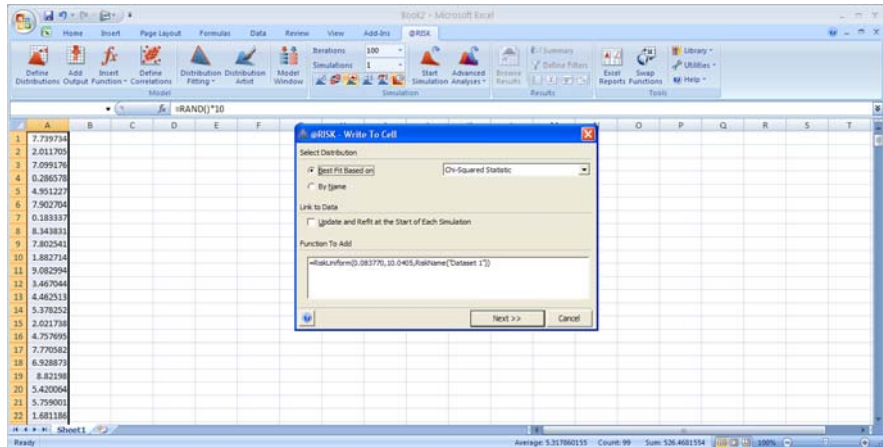 Book2 - Microsoft Excel
Home Insert Page Layout Formulas Data Review View Add-Ins @RISK
Define Distributions
Add Output
Insert Function
Define Correlations
Distribution Fitting
Distribution Artist
Model Window
Iterations 100
Simulations 1
Start Simulation
Advanced Analyses
Browse Results
Summary
Define Filters
Excel Reports
Swap Functions
Library
Utilities
Help
Model Simulation Results Tools
fx =RAND()*10
A B C D E F O P Q R S T
1 7.739734
2 2.011705
3 7.099176
4 0.286578
5 4.951227
6 7.902704
7 0.183337
8 8.343831
9 7.802541
10 1.882714
11 9.082994
12 3.467044
13 4.462513
14 5.378252
15 2.021738
16 4.757695
17 7.770582
18 6.928873
19 8.82198
20 5.420064
21 5.759001
22 1.681186
@RISK - Write To Cell
Select Distribution
Best Fit Based on Chi-Squared Statistic
By Name
Link to Data
Update and Refit at the Start of Each Simulation
Function To Add
=RiskUniform(0.083770,10.0405,RiskName("Dataset 1"))
Next >> Cancel
Sheet1
Ready Average: 5.317860155 Count: 99 Sum: 526.4681554 100%